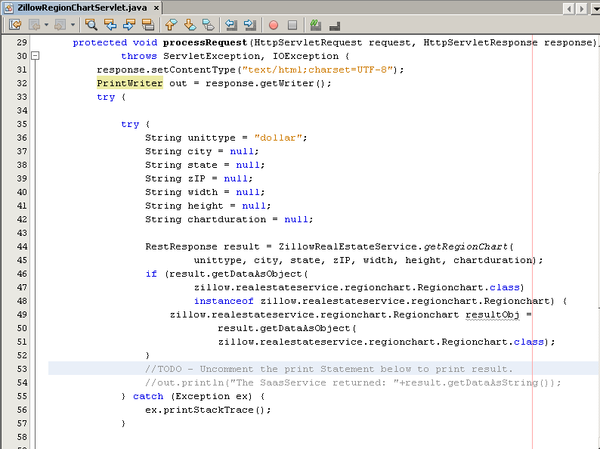 ZillowRegionChartServlet.java x
29 protected void processRequest(HttpServletRequest request, HttpServletResponse response)
30 throws ServletException, IOException {
31 response.setContentType("text/html;charset=UTF-8");
32 PrintWriter out = response.getWriter();
33 try {
34
35 try {
36 String unittype = "dollar";
37 String city = null;
38 String state = null;
39 String zIP = null;
40 String width = null;
41 String height = null;
42 String chartduration = null;
43
44 RestResponse result = ZillowRealEstateService.getRegionChart(
45 unittype, city, state, zIP, width, height, chartduration);
46 if (result.getDataAsObject(
47 zillow.realestateservice.regionchart.Regionchart.class)
48 instanceof zillow.realestateservice.regionchart.Regionchart) {
49 zillow.realestateservice.regionchart.Regionchart resultObj =
50 result.getDataAsObject(
51 zillow.realestateservice.regionchart.Regionchart.class);
52 }
53 //TODO - Uncomment the print Statement below to print result.
54 //out.println("The SaasService returned: "+result.getDataAsString());
55 } catch (Exception ex) {
56 ex.printStackTrace();
57 }
58